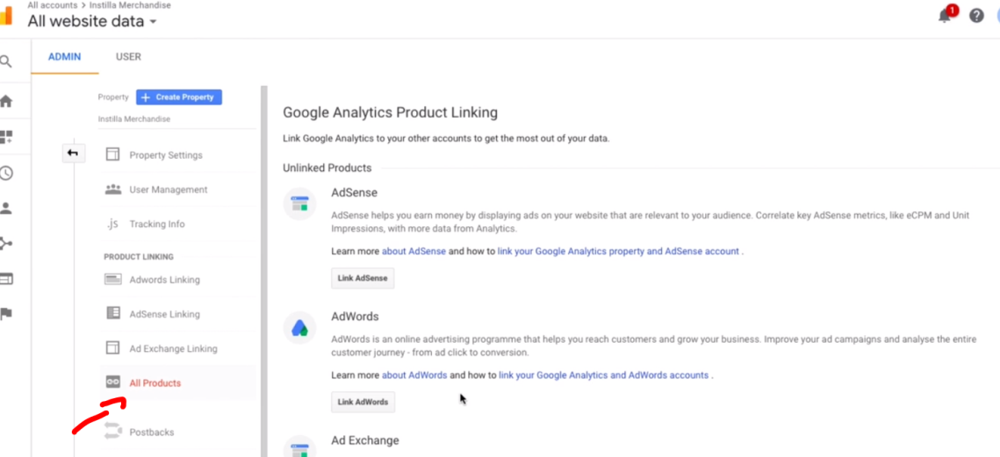 All accounts > Instilla Merchandise
All website data
1
ADMIN
USER
Property
+ Create Property
Instilla Merchandise
Property Settings
User Management
.js Tracking Info
PRODUCT LINKING
Adwords Linking
AdSense Linking
Ad Exchange Linking
All Products
Postbacks
Google Analytics Product Linking
Link Google Analytics to your other accounts to get the most out of your data.
Unlinked Products
AdSense
AdSense helps you earn money by displaying ads on your website that are relevant to your audience. Correlate key AdSense metrics, like eCPM and Unit
Impressions, with more data from Analytics.
Learn more about AdSense and how to link your Google Analytics property and AdSense account .
Link AdSense
AdWords
AdWords is an online advertising programme that helps you reach customers and grow your business. Improve your ad campaigns and analyse the entire
customer journey - from ad click to conversion.
Learn more about AdWords and how to link your Google Analytics and AdWords accounts .
Link AdWords
Ad Exchange